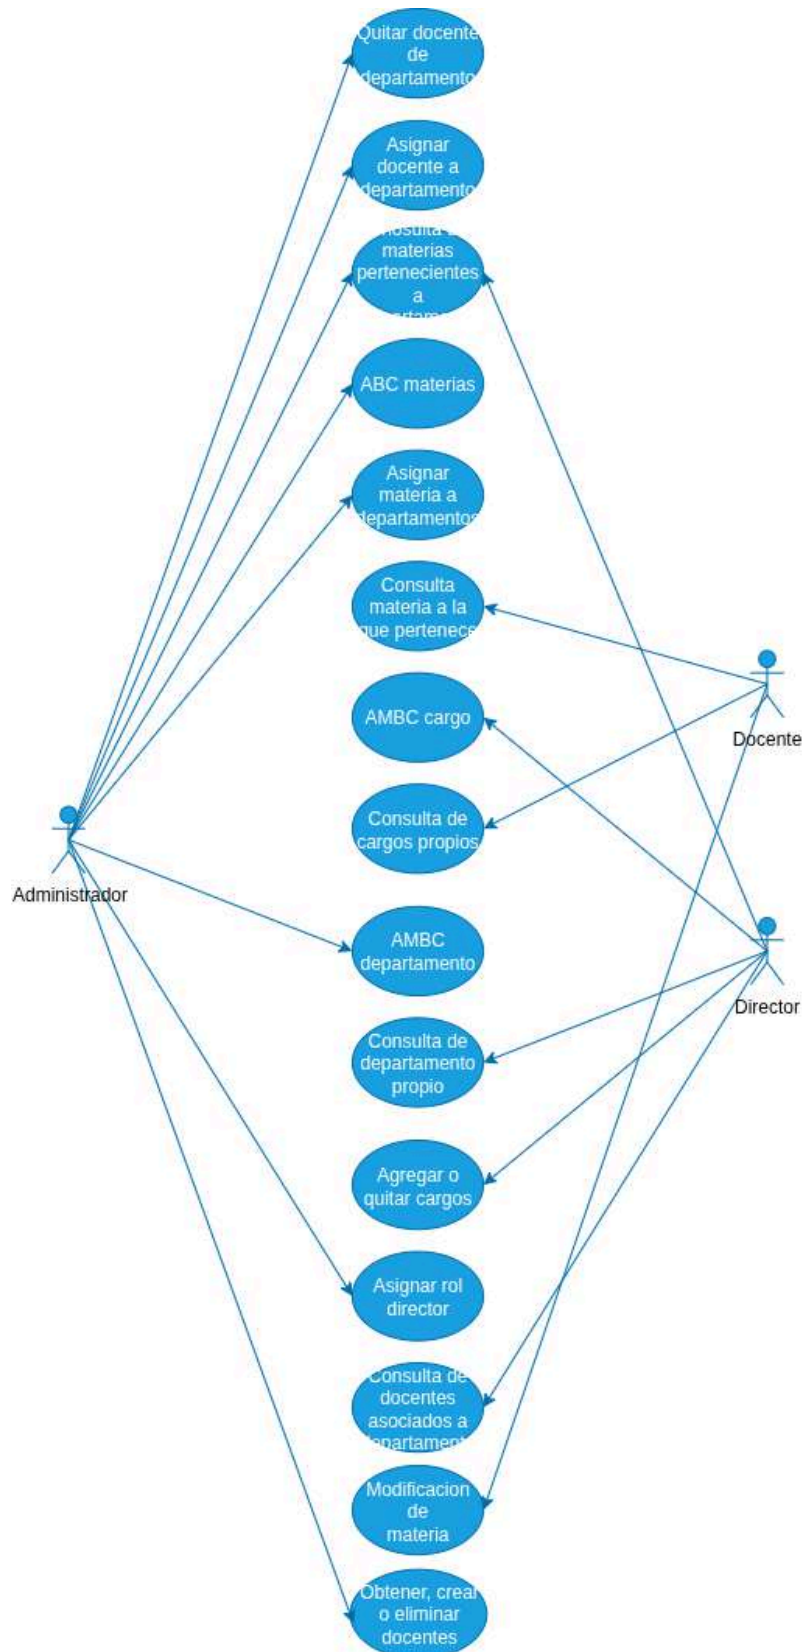 Quitar docente
de
departamento
Asignar
docente a
departamento
materias
pertenecientes
a
ABC materias
Asignar
materia a
departamentos
Consulta
materia a la
que pertenece
AMBC cargo
Docente
Consulta de
cargos propios
Administrador
AMBC
departamento
Director
Consulta de
departamento
propio
Agregar o
quitar cargos
Asignar rol
director
Consulta de
docentes
asociados a
departamento
Modificacion
de
materia
Obtener, crear
o eliminar
docentes